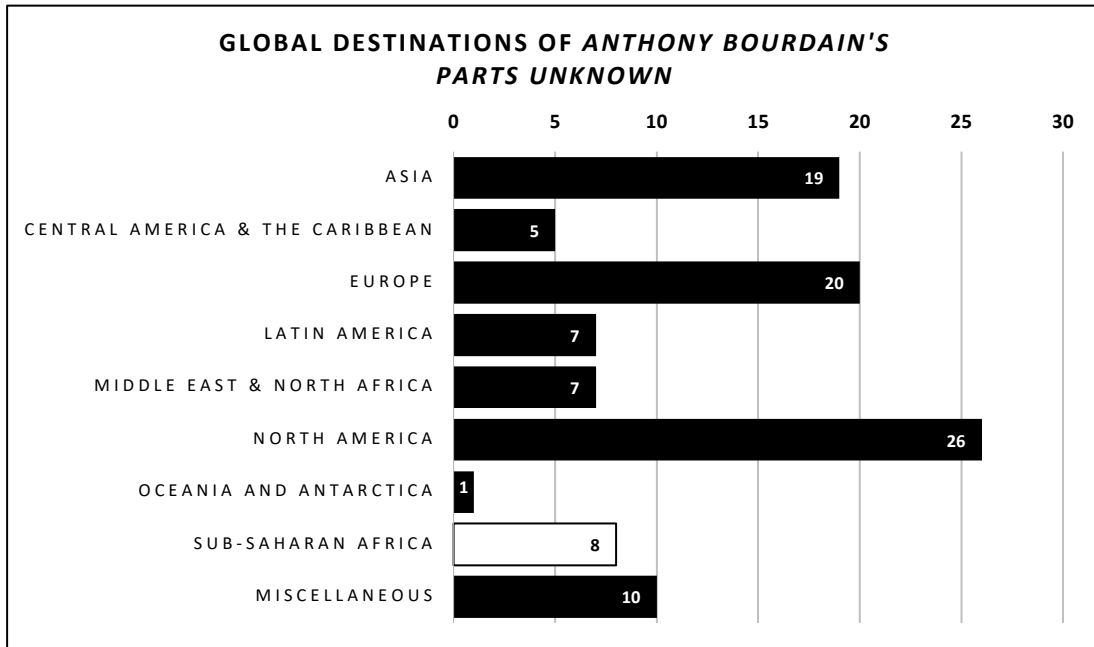 GLOBAL DESTINATIONS OF ANTHONY BOURDAIN'S
PARTS UNKNOWN
0 5 10 15 20 25 30
ASIA 19
CENTRAL AMERICA & THE CARIBBEAN 5
EUROPE 20
LATIN AMERICA 7
MIDDLE EAST & NORTH AFRICA 7
NORTH AMERICA 26
OCEANIA AND ANTARCTICA 1
SUB-SAHARAN AFRICA 8
MISCELLANEOUS 10